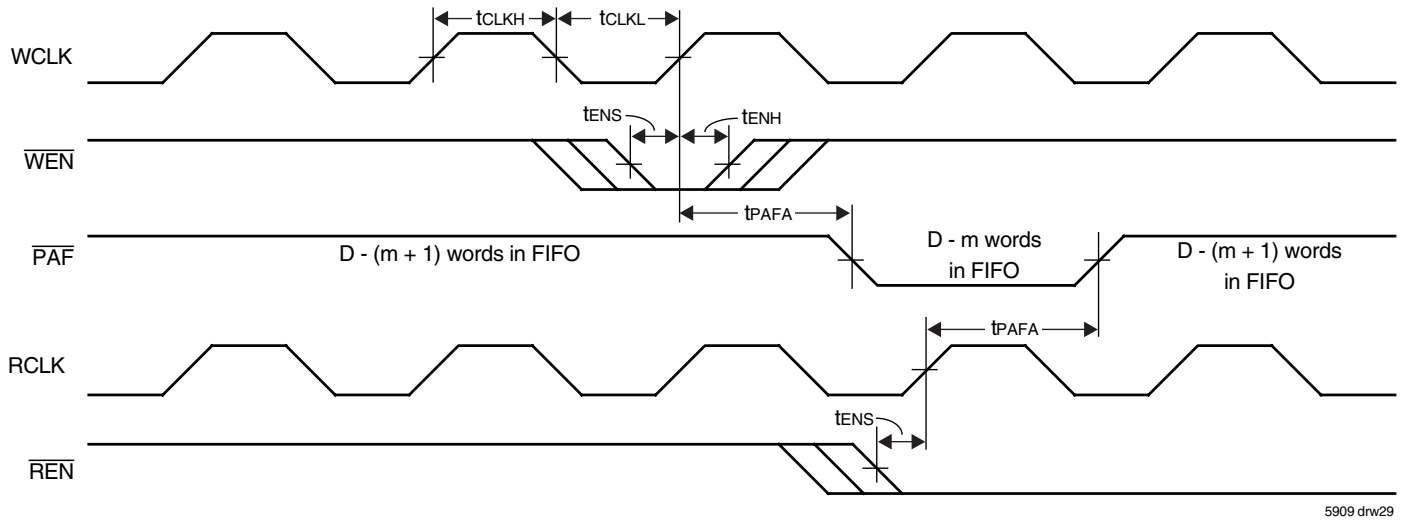 tCLKH
tCLKL
WCLK
tENS
tENH
WEN
tPAFA
PAF
D - (m + 1) words in FIFO
D - m words
in FIFO
D - (m + 1) words
in FIFO
tPAFA
RCLK
tENS
REN
5909 drw29